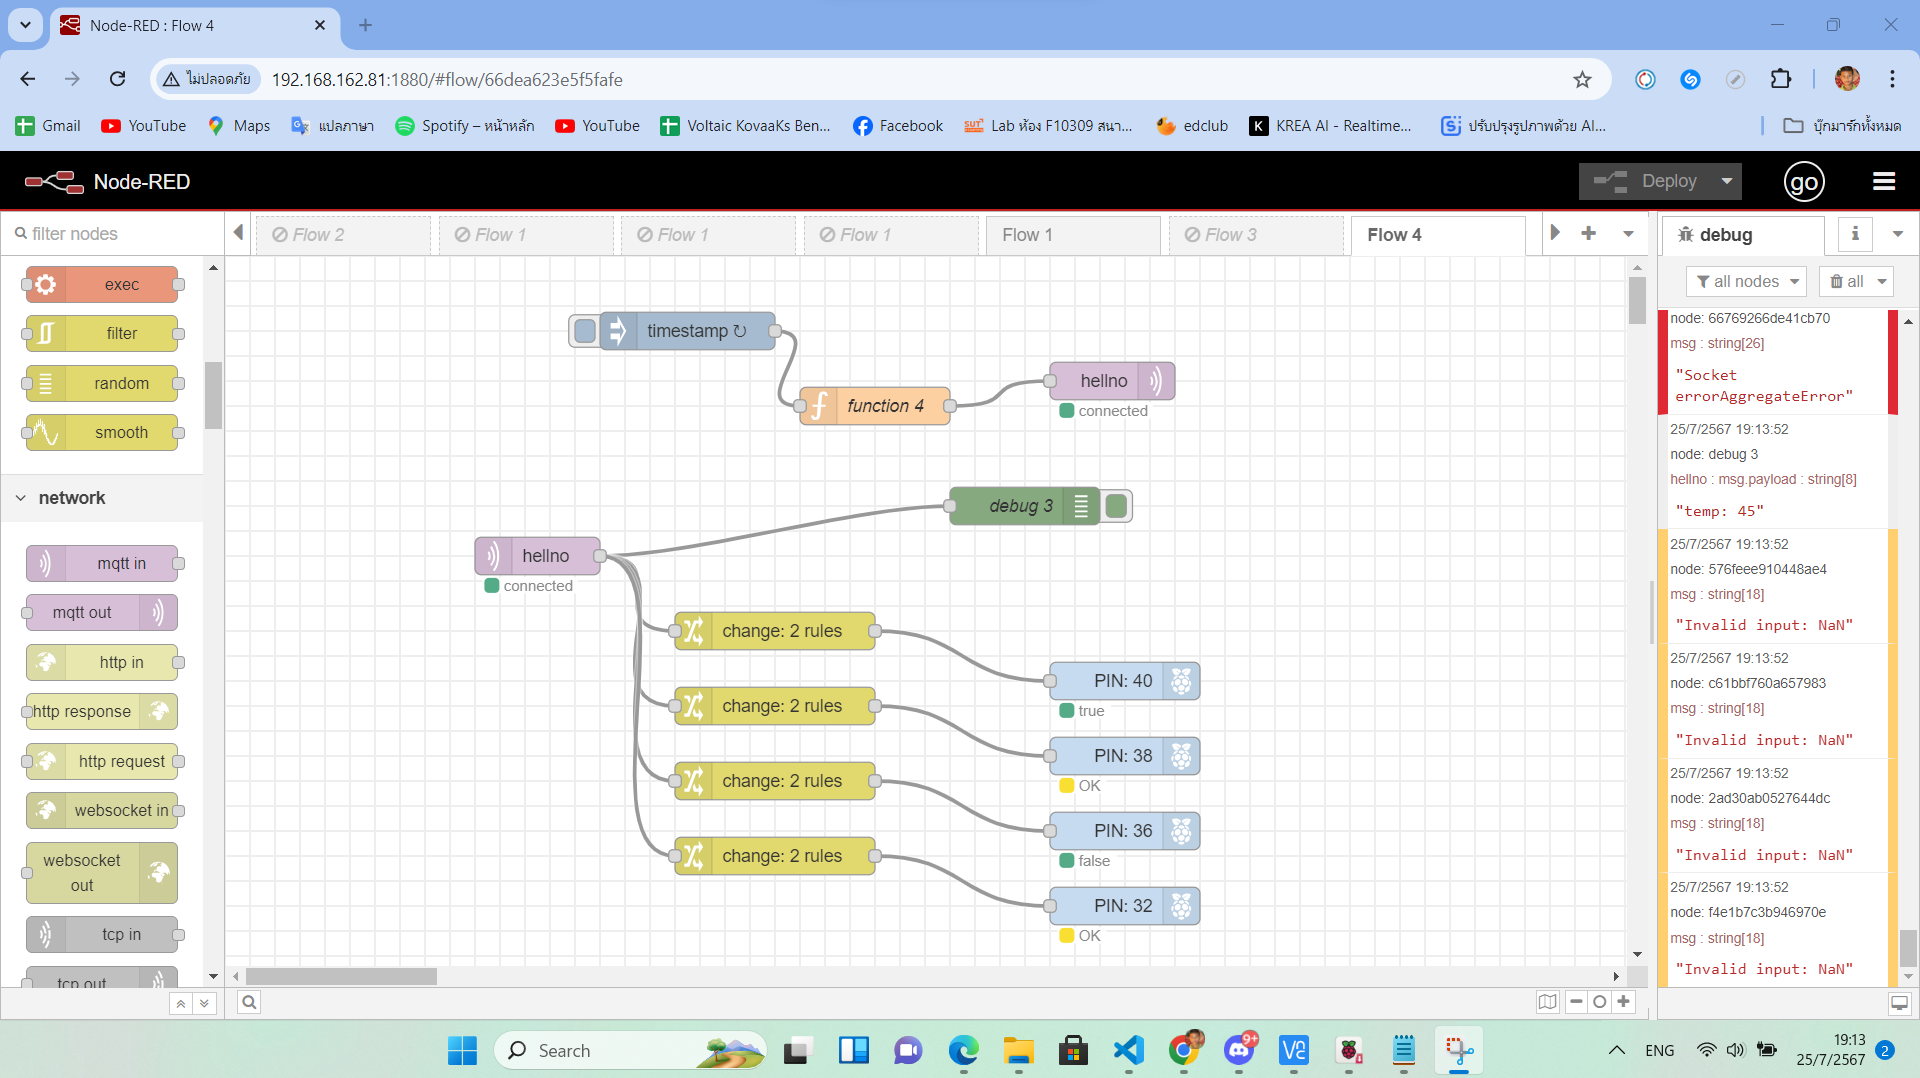 Node-RED : Flow 4
ไม่ปลอดภัย
192.168.162.81:1880/#flow/66dea623e5f5fafe
Gmail
YouTube
Maps
แปลภาษา
Spotify – หน้าหลัก
YouTube
Voltaic KovaaKs Ben...
Facebook
Lab ห้อง F10309 สนา...
edclub
KREA AI - Realtime...
ปรับปรุงรูปภาพด้วย AI...
บุ๊กมาร์กทั้งหมด
Node-RED
Deploy
go
filter nodes
Flow 2
Flow 1
Flow 1
Flow 1
Flow 1
Flow 3
Flow 4
debug
i
all nodes
all
exec
filter
random
smooth
network
mqtt in
mqtt out
http in
http response
http request
websocket in
websocket
out
tcp in
tcp out
timestamp ↻
function 4
hellno
connected
debug 3
hellno
connected
change: 2 rules
change: 2 rules
change: 2 rules
change: 2 rules
PIN: 40
true
PIN: 38
OK
PIN: 36
false
PIN: 32
OK
node: 66769266de41cb70
msg : string[26]
"Socket
errorAggregateError"
25/7/2567 19:13:52
node: debug 3
hellno : msg.payload : string[8]
"temp: 45"
25/7/2567 19:13:52
node: 576feee910448ae4
msg : string[18]
"Invalid input: NaN"
25/7/2567 19:13:52
node: c61bbf760a657983
msg : string[18]
"Invalid input: NaN"
25/7/2567 19:13:52
node: 2ad30ab0527644dc
msg : string[18]
"Invalid input: NaN"
25/7/2567 19:13:52
node: f4e1b7c3b946970e
msg : string[18]
"Invalid input: NaN"
Search
9+
ENG
19:13
25/7/2567
2